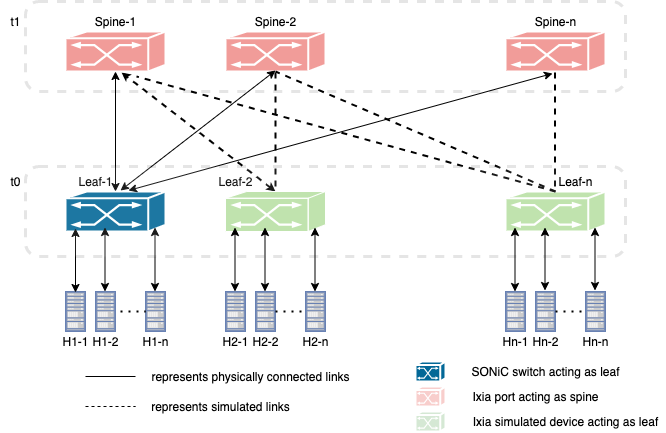 t1
Spine-1 Spine-2 Spine-n
t0
Leaf-1 Leaf-2 Leaf-n
H1-1 H1-2 H1-n H2-1 H2-2 H2-n Hn-1 Hn-2 Hn-n
represents physically connected links
represents simulated links
SONiC switch acting as leaf
Ixia port acting as spine
Ixia simulated device acting as leaf